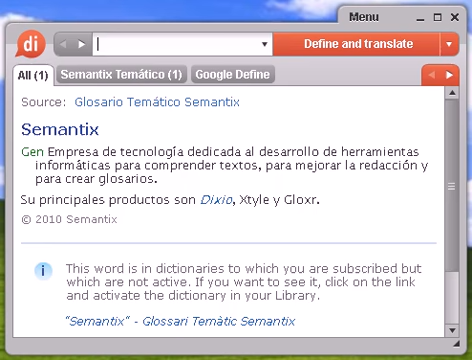 Menu
di
Define and translate
All (1)
Semantix Temático (1)
Google Define
Source: Glosario Temático Semantix
Semantix
Gen Empresa de tecnología dedicada al desarrollo de herramientas
informáticas para comprender textos, para mejorar la redacción y
para crear glosarios.
Su principales productos son Dixio, Xtyle y Gloxr.
© 2010 Semantix
i
This word is in dictionaries to which you are subscribed but
which are not active. If you want to see it, click on the link
and activate the dictionary in your Library.
"Semantix" - Glossari Temàtic Semantix